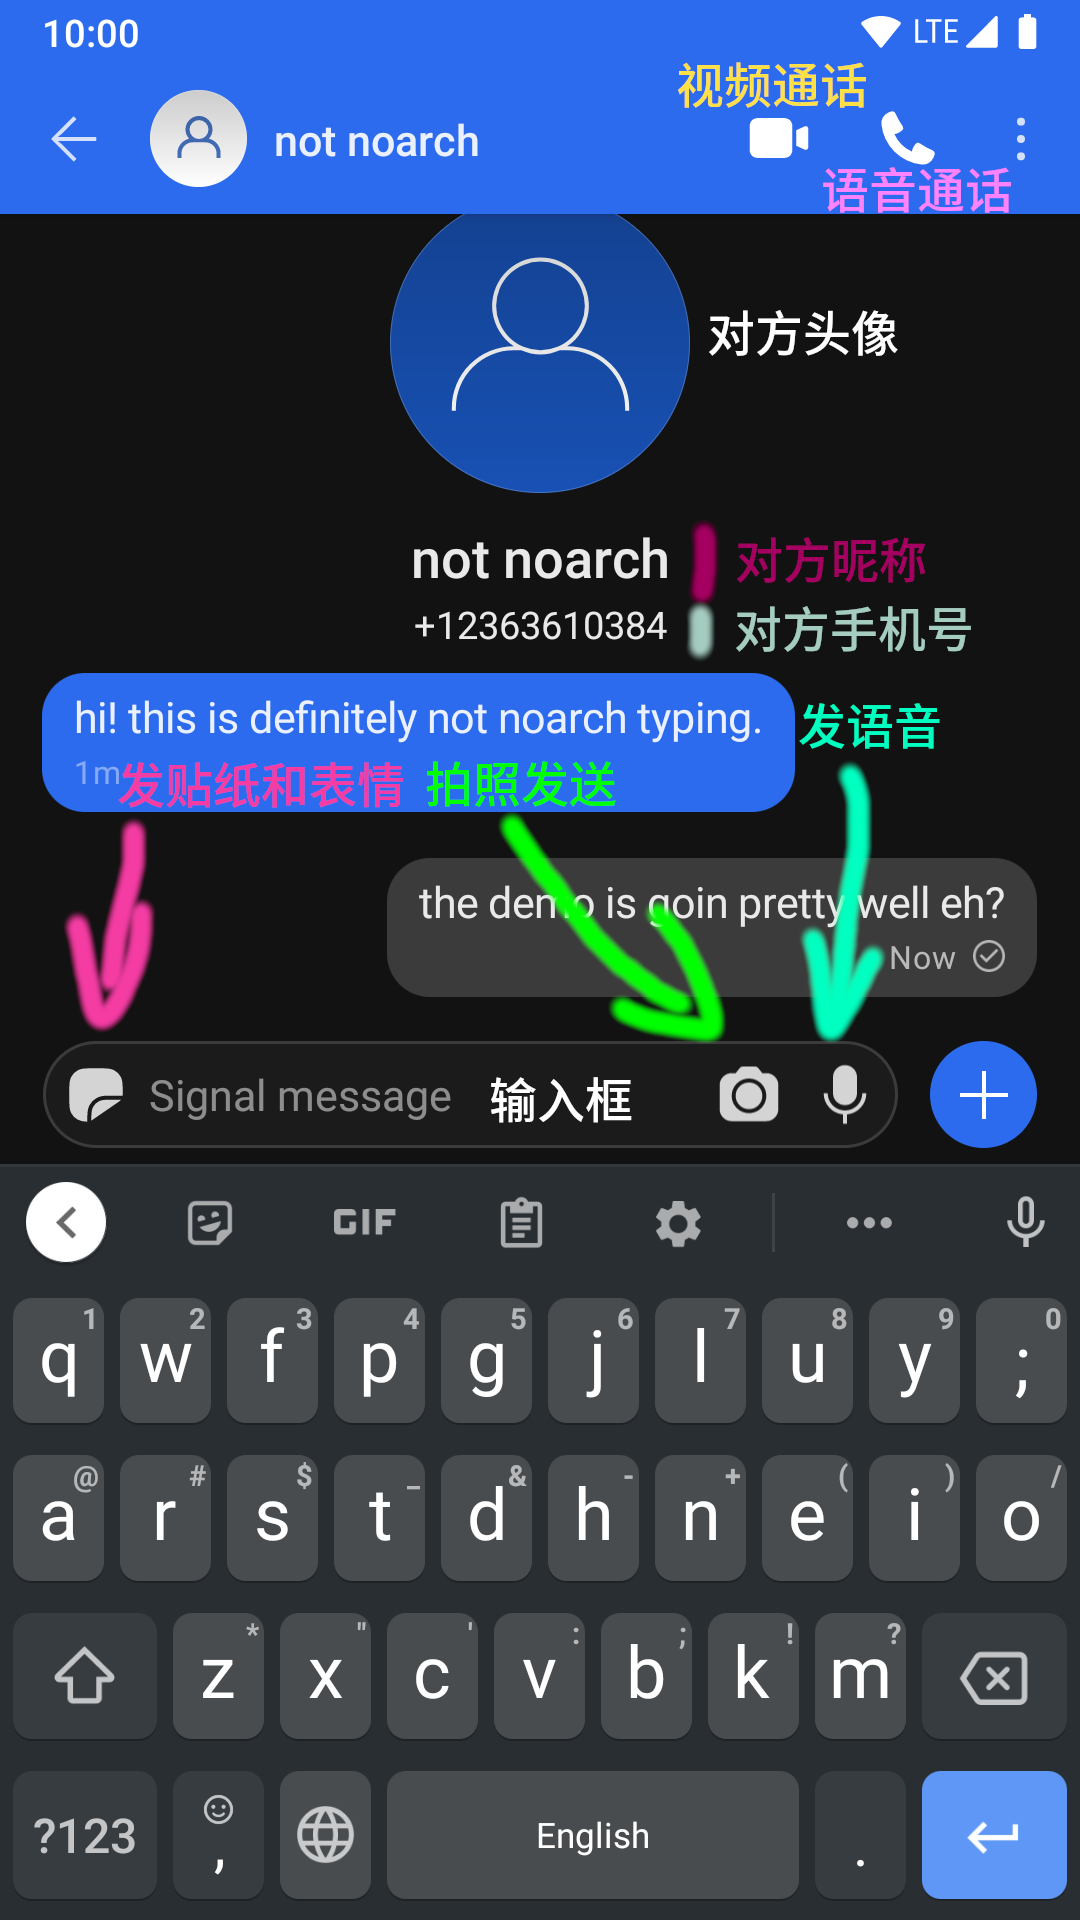 10:00 LTE
视频通话
not noarch
语音通话
对方头像
not noarch 对方昵称
+12363610384 对方手机号
hi! this is definitely not noarch typing.
发语音
1m
发贴纸和表情 拍照发送
the demo is goin pretty well eh?
Now
Signal message 输入框
GIF
q 1 w 2 f 3 p 4 g 5 j 6 l 7 u 8 y 9 ; 0
a @ r # s $ t _ d & h - n + e ( i ) o /
z * x " c ' v : b ; k ! m ?
?123 , English .